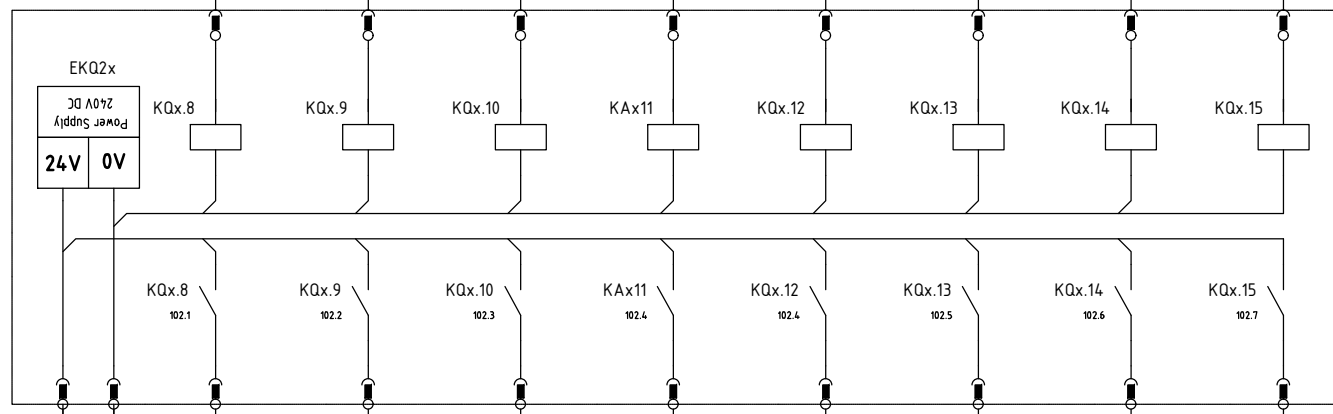 EKQ2x
Power Supply
240V DC
24V 0V
KQx.8 KQx.9 KQx.10 KAx11 KQx.12 KQx.13 KQx.14 KQx.15
KQx.8 KQx.9 KQx.10 KAx11 KQx.12 KQx.13 KQx.14 KQx.15
102.1 102.2 102.3 102.4 102.4 102.5 102.6 102.7